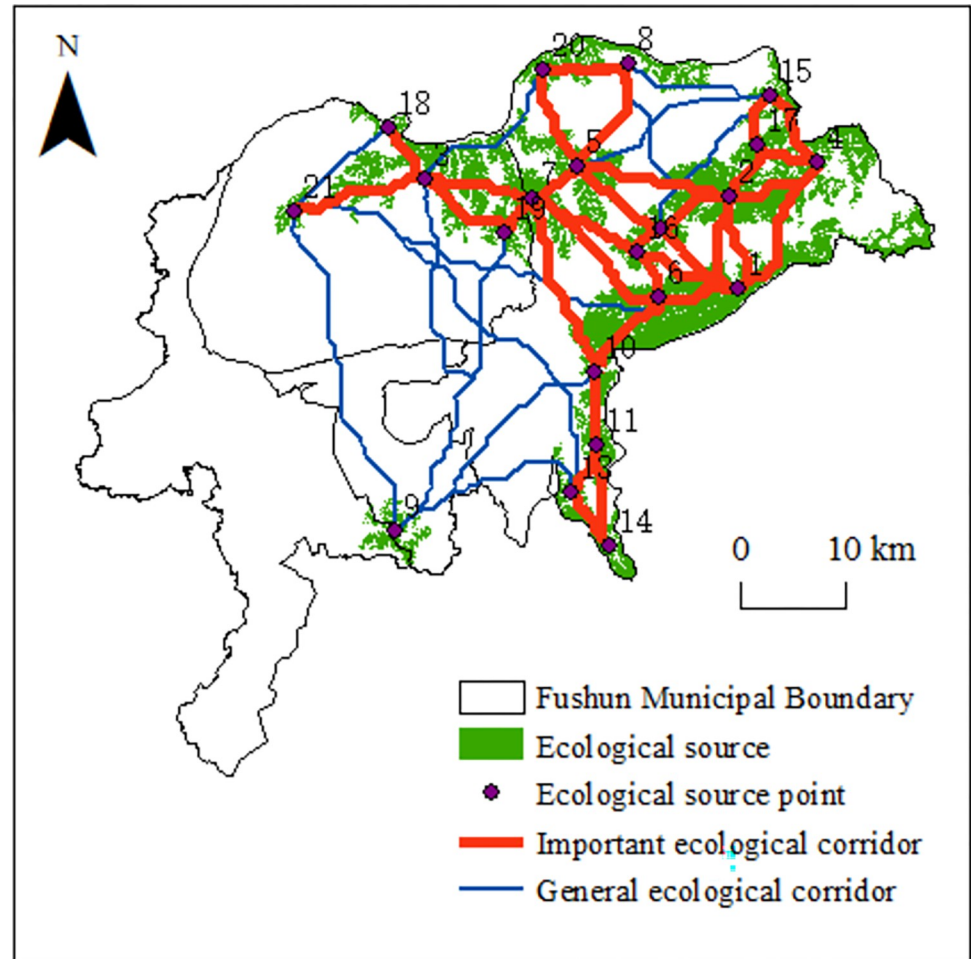 N
20
8
15
18
17
4
5
2
7
21
19
16
6
1
10
11
13
9
14
0 10 km
Fushun Municipal Boundary
Ecological source
Ecological source point
Important ecological corridor
General ecological corridor